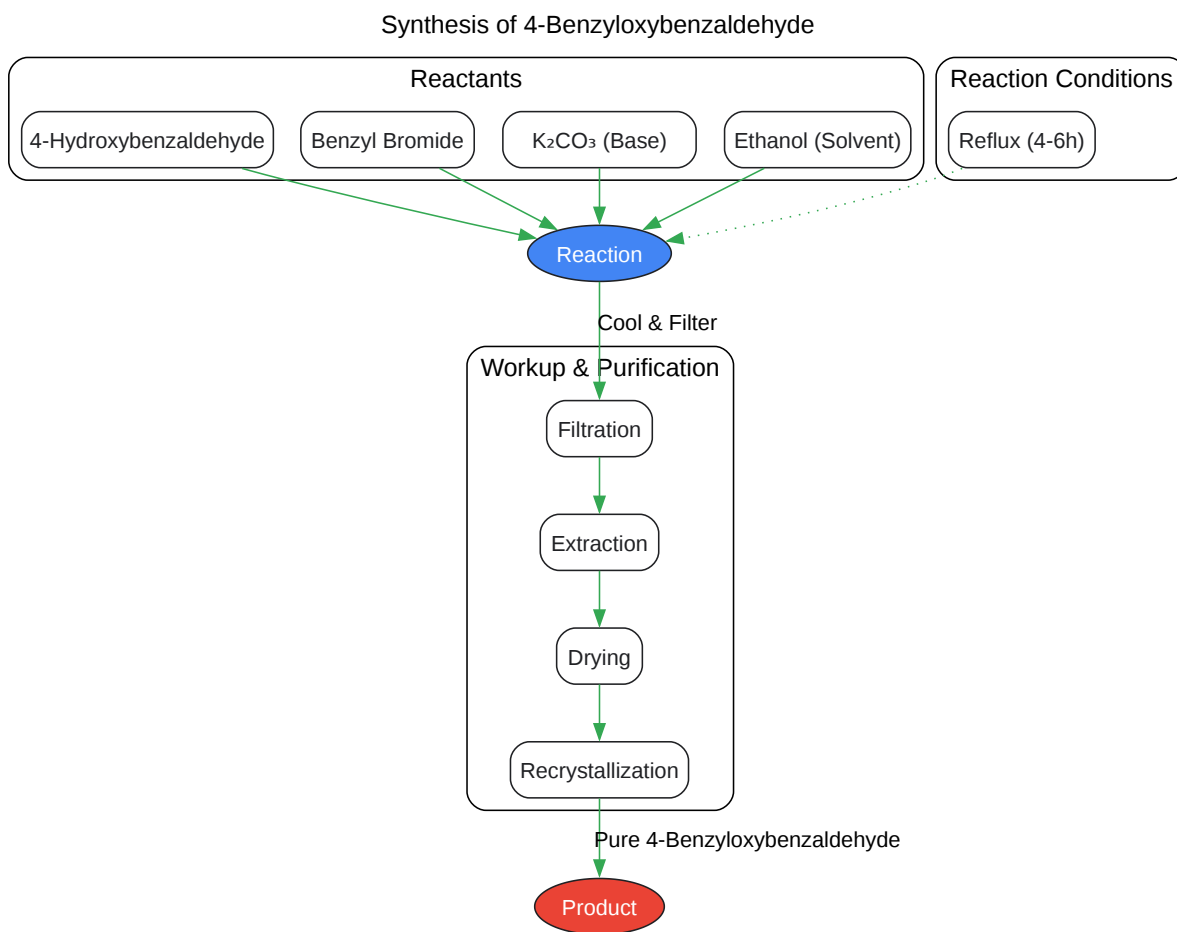 Synthesis of 4-Benzyloxybenzaldehyde
Reactants
Reaction Conditions
4-Hydroxybenzaldehyde
Benzyl Bromide
K₂CO₃ (Base)
Ethanol (Solvent)
Reflux (4-6h)
Reaction
Cool & Filter
Workup & Purification
Filtration
Extraction
Drying
Recrystallization
Pure 4-Benzyloxybenzaldehyde
Product